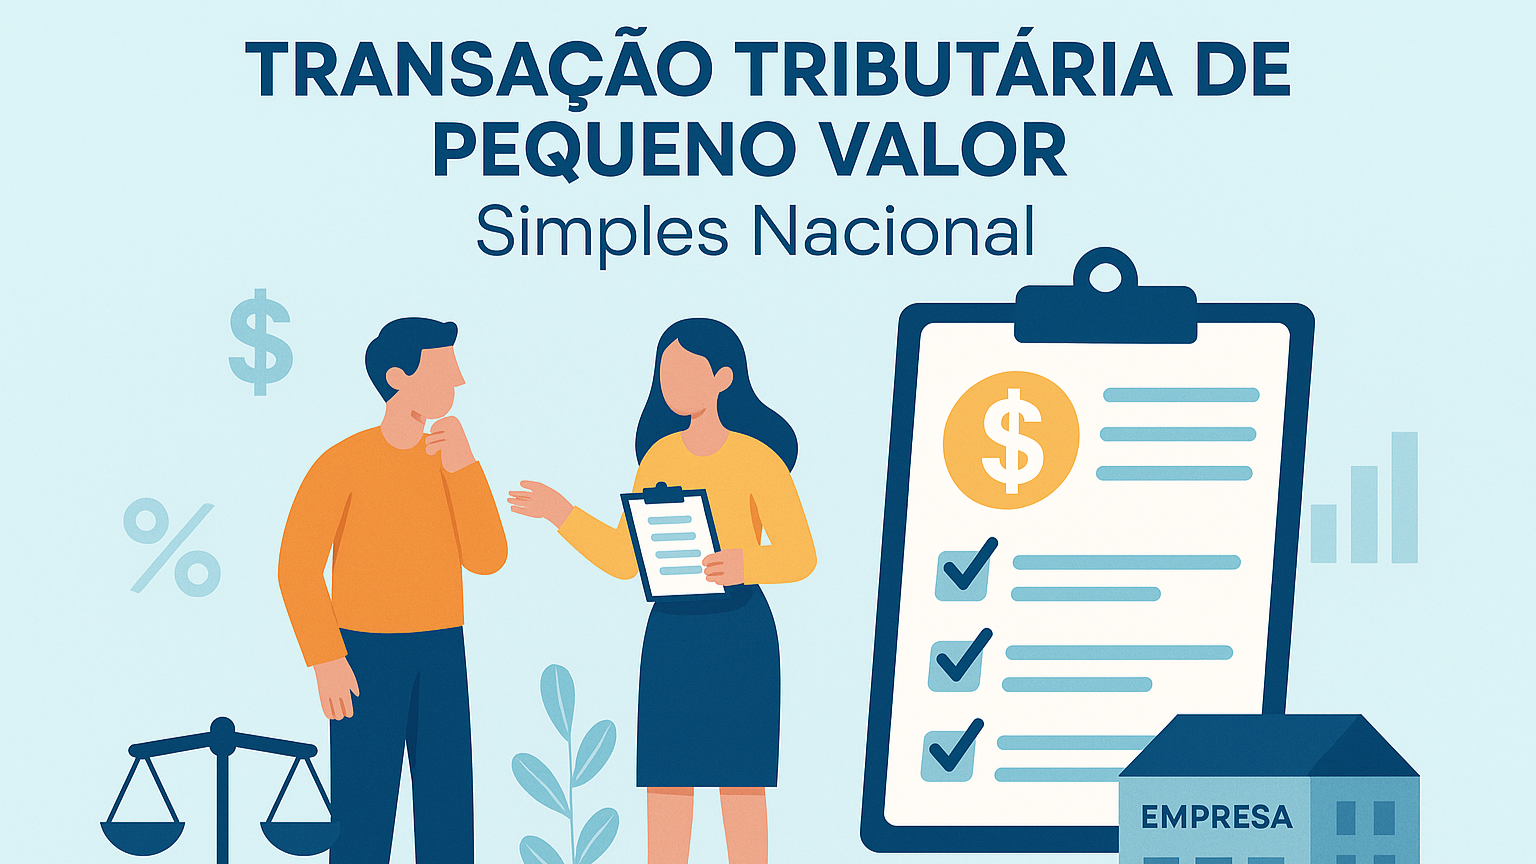 TRANSAÇÃO TRIBUTÁRIA DE
PEQUENO VALOR
Simples Nacional
$
$
%
EMPRESA